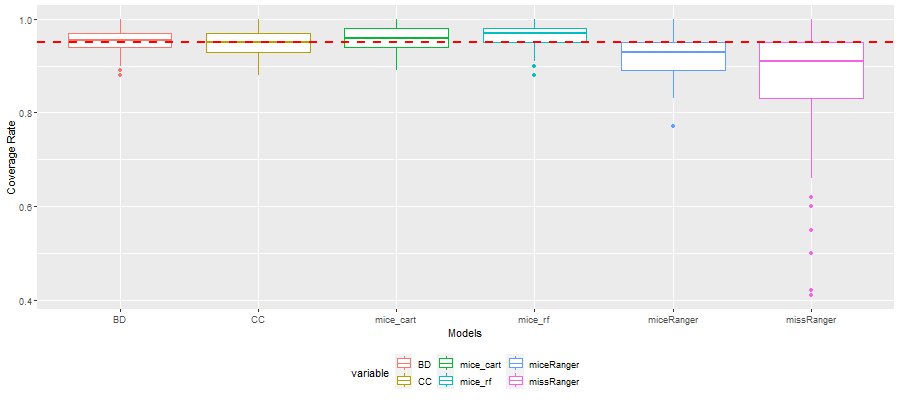 1.0
0.8
0.6
0.4
Coverage Rate
BD CC mice_cart mice_rf miceRanger missRanger
Models
variable
BD mice_cart miceRanger
CC mice_rf missRanger